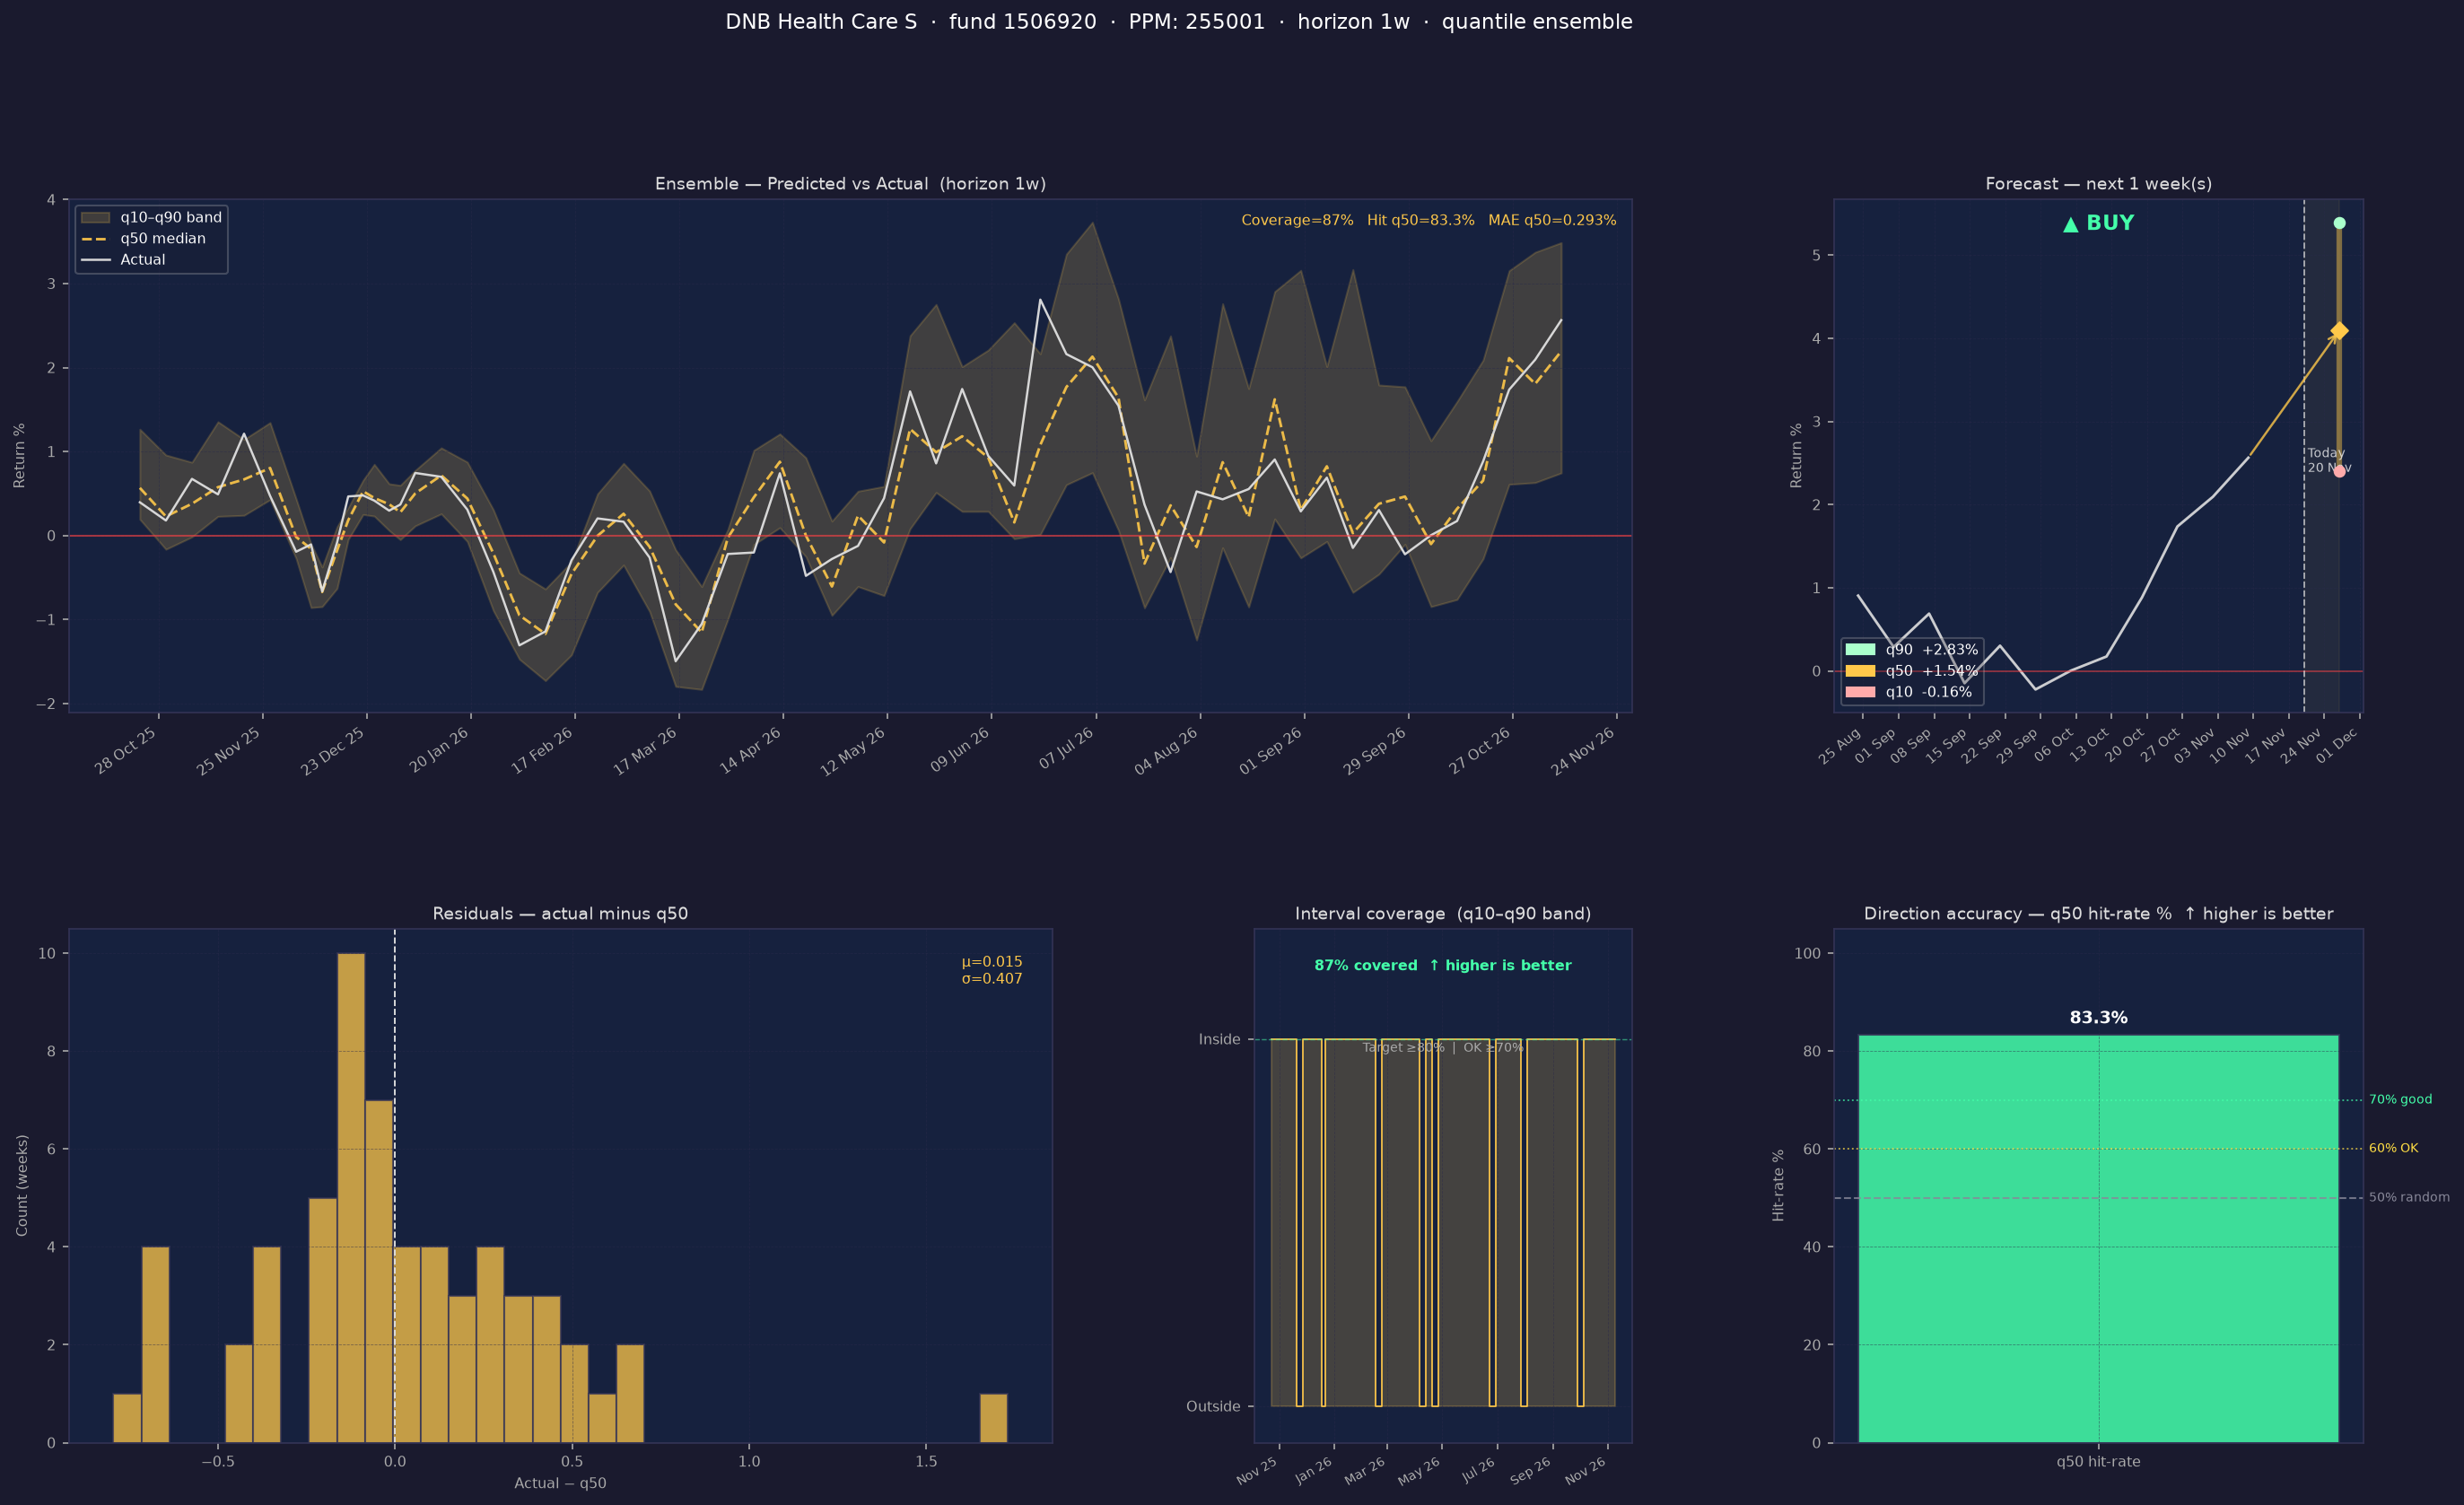 DNB Health Care S · fund 1506920 · PPM: 255001 · horizon 1w · quantile ensemble
Ensemble — Predicted vs Actual (horizon 1w)
q10–q90 band
q50 median
Actual
Coverage=87% Hit q50=83.3% MAE q50=0.293%
Return %
4
3
2
1
0
−1
−2
28 Oct 25
25 Nov 25
23 Dec 25
20 Jan 26
17 Feb 26
17 Mar 26
14 Apr 26
12 May 26
09 Jun 26
07 Jul 26
04 Aug 26
01 Sep 26
29 Sep 26
27 Oct 26
24 Nov 26
Forecast — next 1 week(s)
▲ BUY
Return %
5
4
3
2
1
0
Today
20 Nov
q90 +2.83%
q50 +1.54%
q10 -0.16%
25 Aug
01 Sep
08 Sep
15 Sep
22 Sep
29 Sep
06 Oct
13 Oct
20 Oct
27 Oct
03 Nov
10 Nov
17 Nov
24 Nov
01 Dec
Residuals — actual minus q50
μ=0.015
σ=0.407
Count (weeks)
10
8
6
4
2
0
−0.5
0.0
0.5
1.0
1.5
Actual − q50
Interval coverage (q10–q90 band)
87% covered ↑ higher is better
Inside
Target ≥80% | OK ≥70%
Outside
Nov 25
Jan 26
Mar 26
May 26
Jul 26
Sep 26
Nov 26
Direction accuracy — q50 hit-rate % ↑ higher is better
83.3%
Hit-rate %
100
80
60
40
20
0
70% good
60% OK
50% random
q50 hit-rate